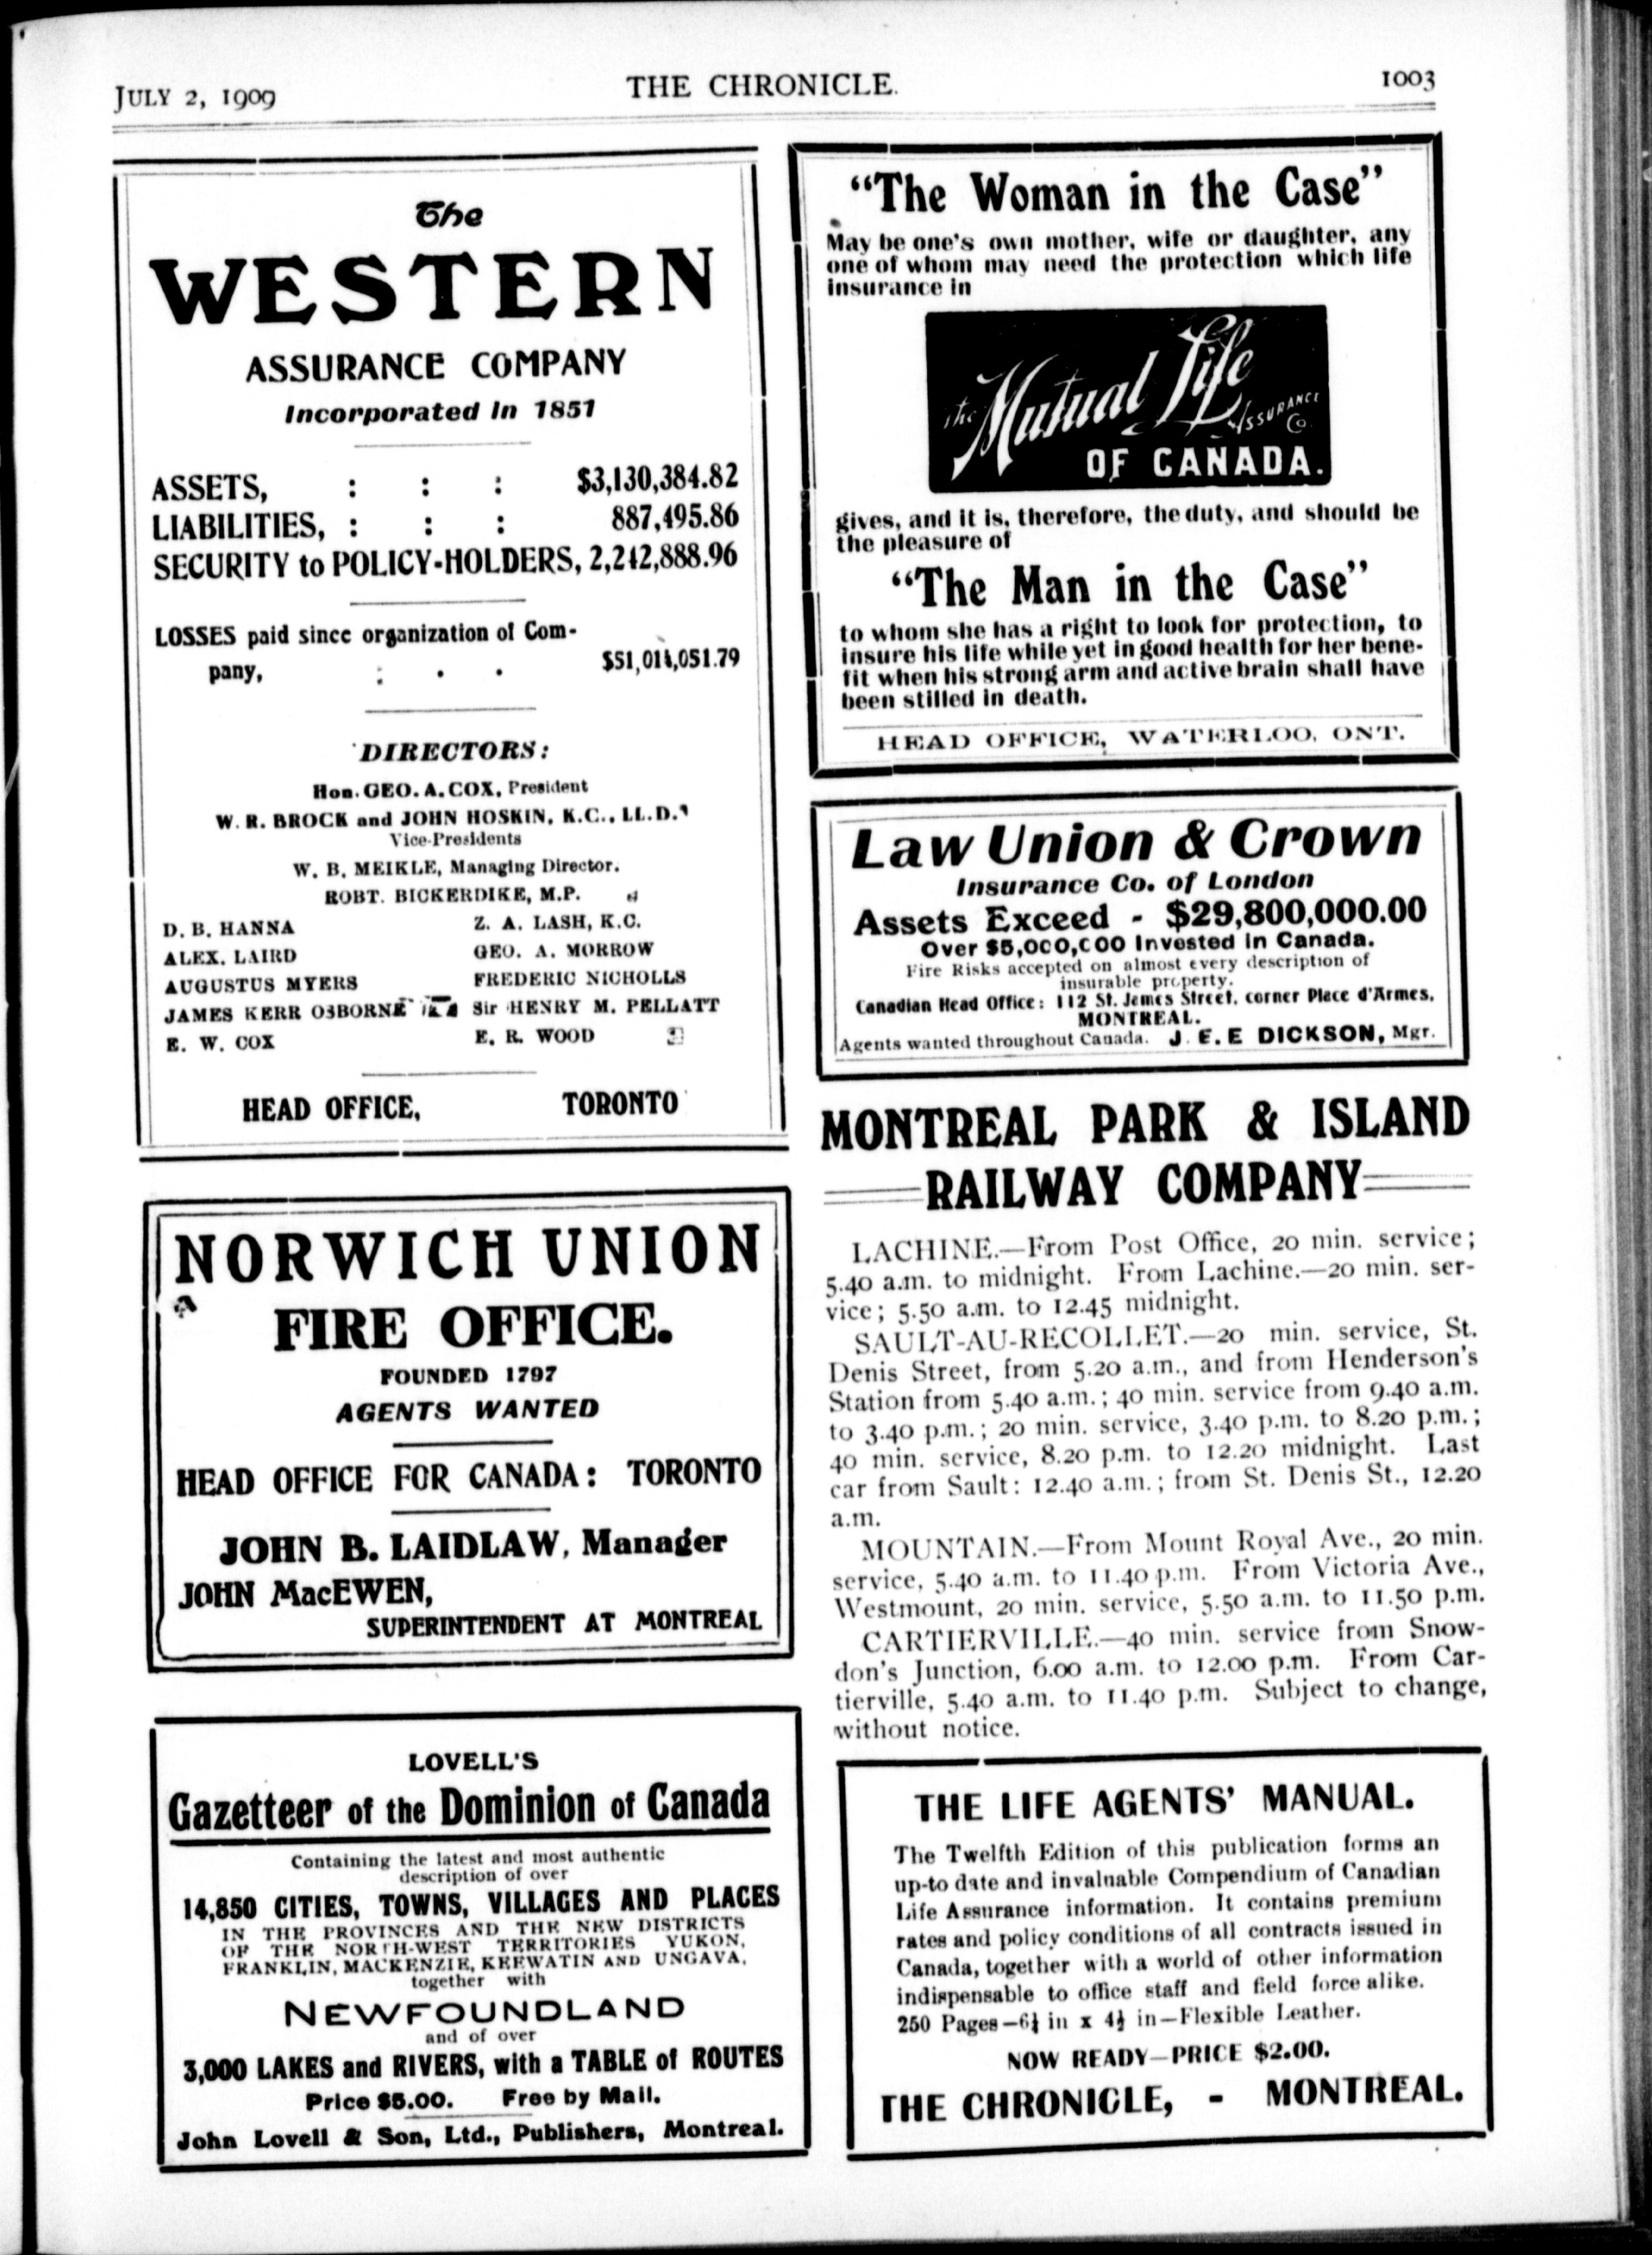 JULY 2, 1909
THE CHRONICLE.
1003
The
WESTERN
ASSURANCE COMPANY
Incorporated in 1851
ASSETS, : : : $3,130,384.82
LIABILITIES, : : : 887,495.86
SECURITY to POLICY-HOLDERS, 2,242,888.96
LOSSES paid since organization of Com-
pany, : . . $51,014,051.79
DIRECTORS:
Hon. GEO. A. COX, President
W. R. BROCK and JOHN HOSKIN, K.C., LL.D.
Vice-Presidents
W. B. MEIKLE, Managing Director.
ROBT. BICKERDIKE, M.P.
D. B. HANNA Z. A. LASH, K.C.
ALEX. LAIRD GEO. A. MORROW
AUGUSTUS MYERS FREDERIC NICHOLLS
JAMES KERR OSBORNE Sir HENRY M. PELLATT
E. W. COX E. R. WOOD
HEAD OFFICE, TORONTO
NORWICH UNION
FIRE OFFICE.
FOUNDED 1797
AGENTS WANTED
HEAD OFFICE FOR CANADA: TORONTO
JOHN B. LAIDLAW, Manager
JOHN MacEWEN,
SUPERINTENDENT AT MONTREAL
LOVELL'S
Gazetteer of the Dominion of Canada
Containing the latest and most authentic
description of over
14,850 CITIES, TOWNS, VILLAGES AND PLACES
IN THE PROVINCES AND THE NEW DISTRICTS
OF THE NORTH-WEST TERRITORIES YUKON,
FRANKLIN, MACKENZIE, KEEWATIN AND UNGAVA,
together with
NEWFOUNDLAND
and of over
3,000 LAKES and RIVERS, with a TABLE of ROUTES
Price $5.00. Free by Mail.
John Lovell & Son, Ltd., Publishers, Montreal.
"The Woman in the Case"
May be one's own mother, wife or daughter, any
one of whom may need the protection which life
insurance in
The Mutual Life
ASSURANCE
Co.
OF CANADA.
gives, and it is, therefore, the duty, and should be
the pleasure of
"The Man in the Case"
to whom she has a right to look for protection, to
insure his life while yet in good health for her bene-
fit when his strong arm and active brain shall have
been stilled in death.
HEAD OFFICE, WATERLOO, ONT.
Law Union & Crown
Insurance Co. of London
Assets Exceed - $29,800,000.00
Over $5,000,000 Invested in Canada.
Fire Risks accepted on almost every description of
insurable property.
Canadian Head Office: 112 St. James Street, corner Place d'Armes,
MONTREAL.
Agents wanted throughout Canada. J. E. E DICKSON, Mgr.
MONTREAL PARK & ISLAND
RAILWAY COMPANY
LACHINE.—From Post Office, 20 min. service;
5.40 a.m. to midnight. From Lachine.—20 min. ser-
vice; 5.50 a.m. to 12.45 midnight.
SAULT-AU-RECOLLET.—20 min. service, St.
Denis Street, from 5.20 a.m., and from Henderson's
Station from 5.40 a.m.; 40 min. service from 9.40 a.m.
to 3.40 p.m.; 20 min. service, 3.40 p.m. to 8.20 p.m.;
40 min. service, 8.20 p.m. to 12.20 midnight. Last
car from Sault: 12.40 a.m.; from St. Denis St., 12.20
a.m.
MOUNTAIN.—From Mount Royal Ave., 20 min.
service, 5.40 a.m. to 11.40 p.m. From Victoria Ave.,
Westmount, 20 min. service, 5.50 a.m. to 11.50 p.m.
CARTIERVILLE.—40 min. service from Snow-
don's Junction, 6.00 a.m. to 12.00 p.m. From Car-
tierville, 5.40 a.m. to 11.40 p.m. Subject to change,
without notice.
THE LIFE AGENTS' MANUAL.
The Twelfth Edition of this publication forms an
up-to date and invaluable Compendium of Canadian
Life Assurance information. It contains premium
rates and policy conditions of all contracts issued in
Canada, together with a world of other information
indispensable to office staff and field force alike.
250 Pages—6½ in x 4½ in—Flexible Leather.
NOW READY—PRICE $2.00.
THE CHRONICLE, - MONTREAL.